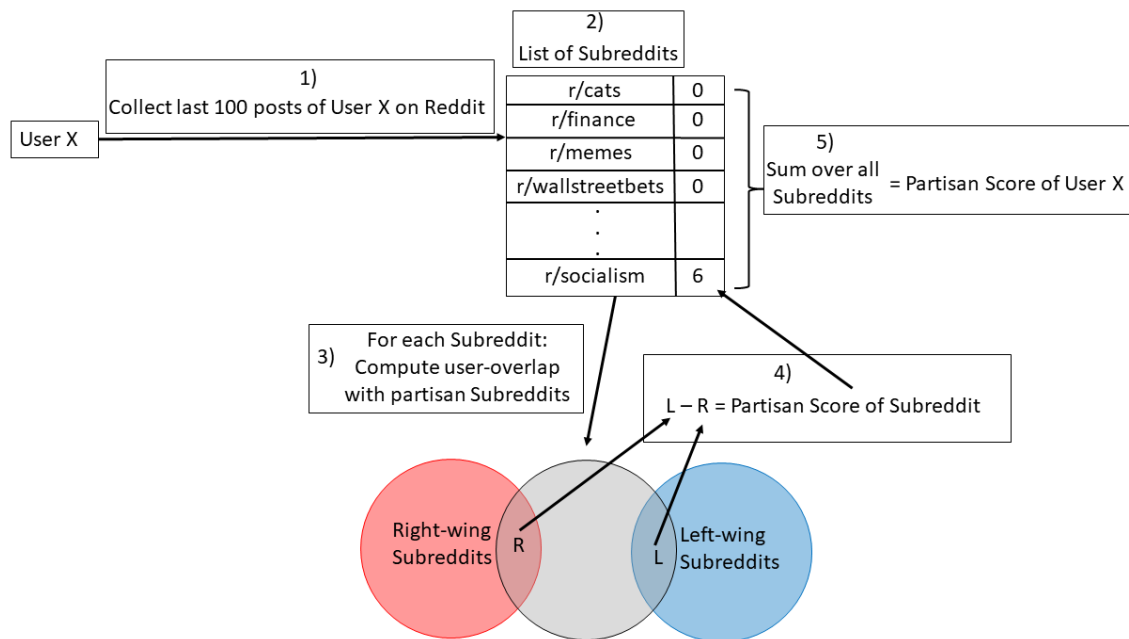 User X
1)
Collect last 100 posts of User X on Reddit
2)
List of Subreddits
r/cats 0
r/finance 0
r/memes 0
r/wallstreetbets 0
.
.
.
r/socialism 6
5)
Sum over all
Subreddits = Partisan Score of User X
3) For each Subreddit:
Compute user-overlap
with partisan Subreddits
4)
L – R = Partisan Score of Subreddit
Right-wing
Subreddits
R
L
Left-wing
Subreddits